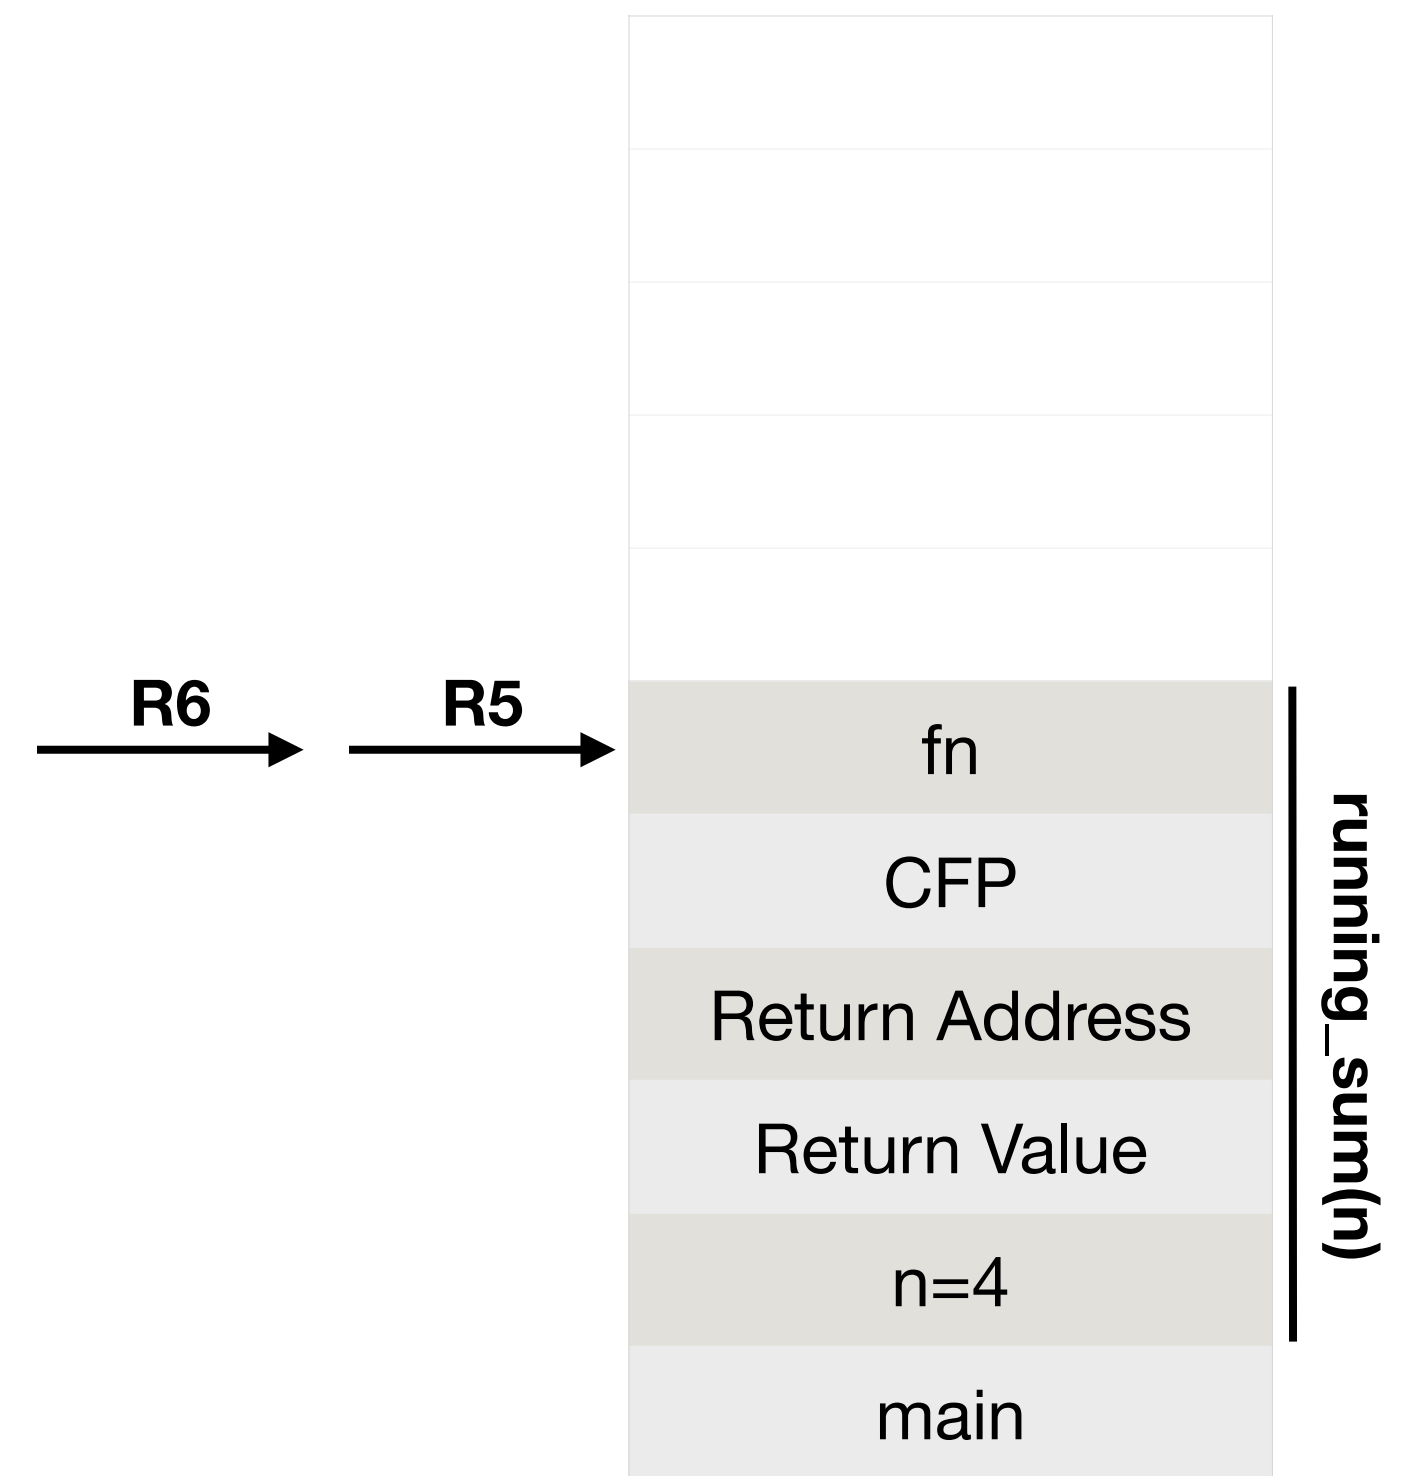 R6
R5
fn
CFP
Return Address
Return Value
n=4
main
running_sum(n)